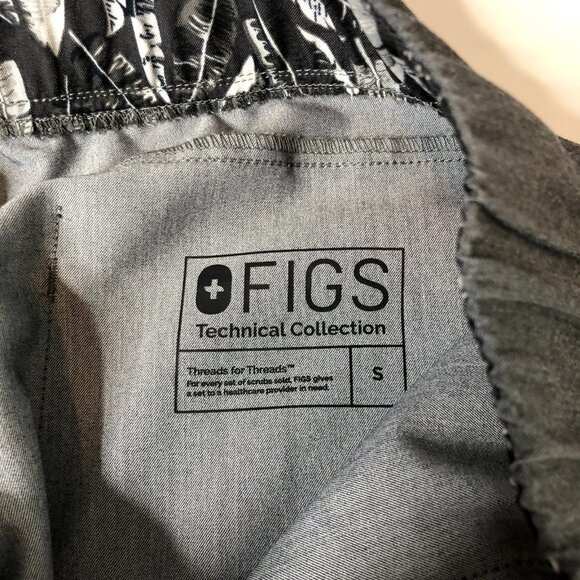 FIGS
Technical Collection
Threads for Threads™
For every set of scrubs sold, FIGS gives
a set to a healthcare provider in need.
S